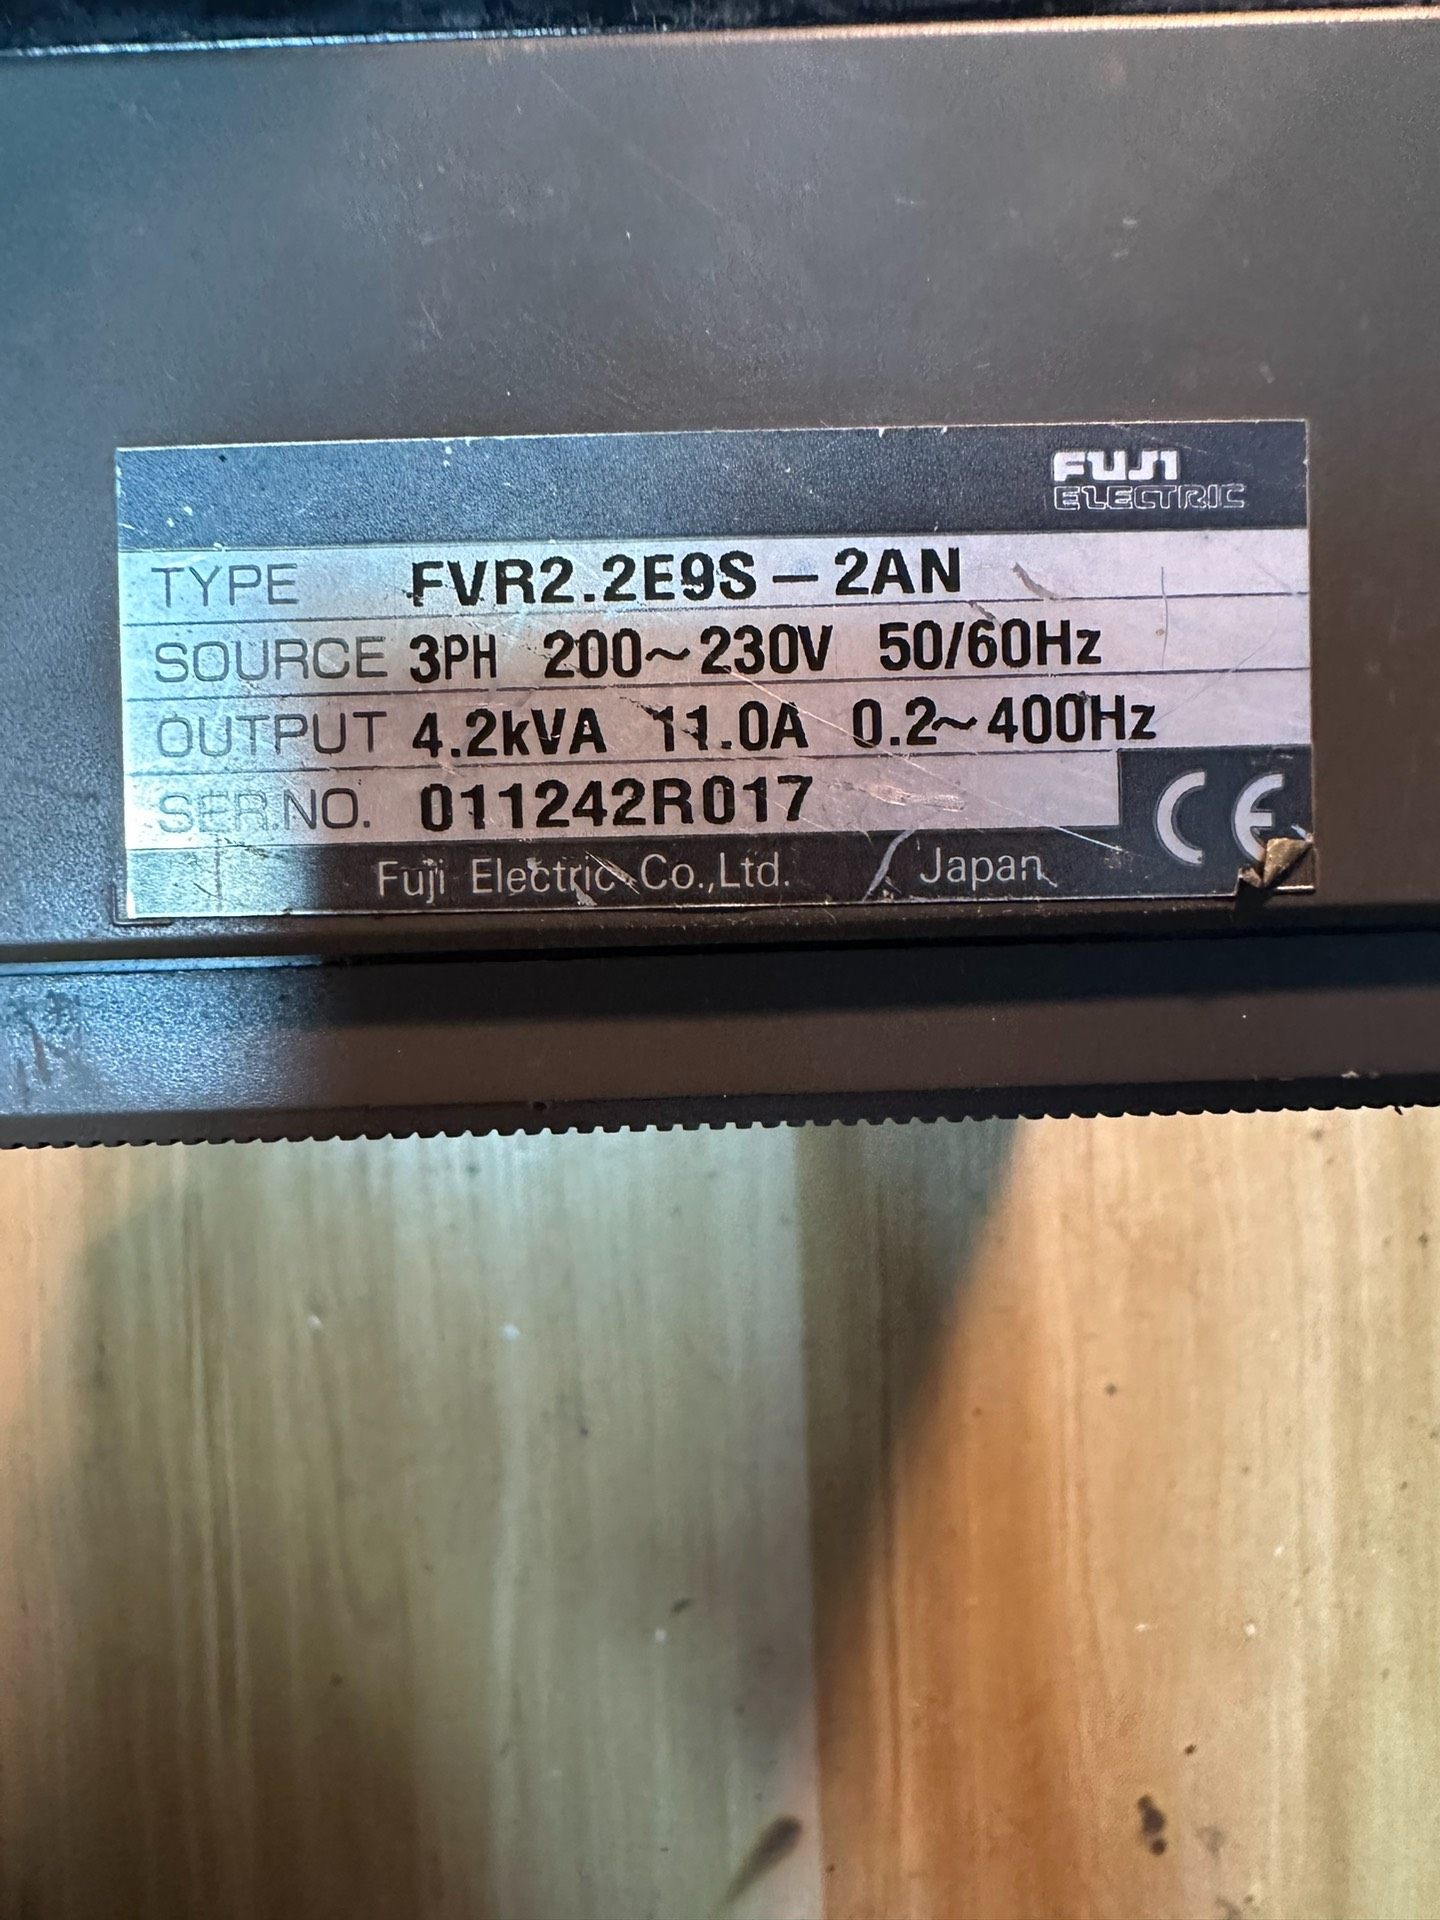 FUJI
ELECTRIC
TYPE FVR2.2E9S-2AN
SOURCE 3PH 200~230V 50/60Hz
OUTPUT 4.2kVA 11.0A 0.2~400Hz
SER.NO. 011242R017
CE
Fuji Electric Co.,Ltd. Japan